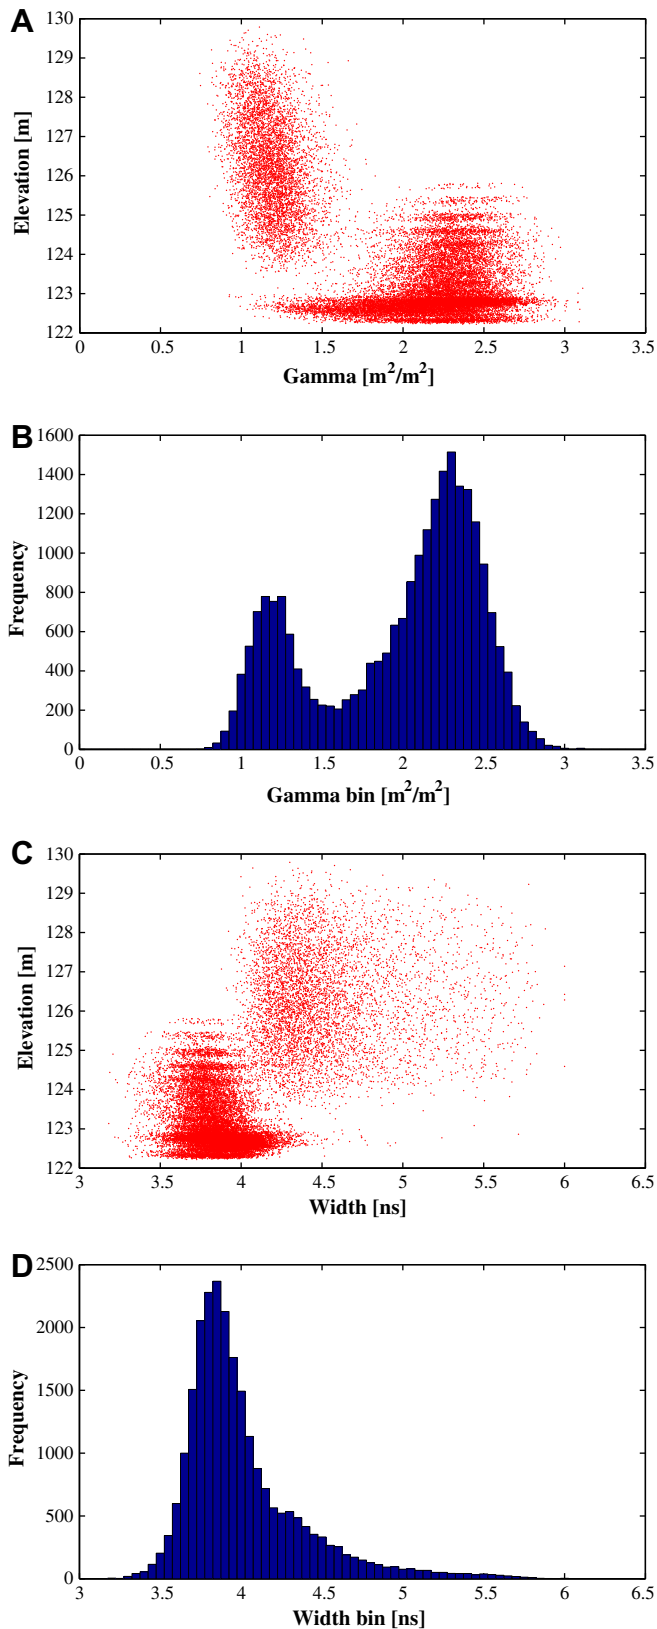 A
130
129
128
127
126
125
124
123
122
Elevation [m]
0 0.5 1 1.5 2 2.5 3 3.5
Gamma [m²/m²]
B
1600
1400
1200
1000
800
600
400
200
0
Frequency
0 0.5 1 1.5 2 2.5 3 3.5
Gamma bin [m²/m²]
C
130
129
128
127
126
125
124
123
122
Elevation [m]
3 3.5 4 4.5 5 5.5 6 6.5
Width [ns]
D
2500
2000
1500
1000
500
0
Frequency
3 3.5 4 4.5 5 5.5 6 6.5
Width bin [ns]